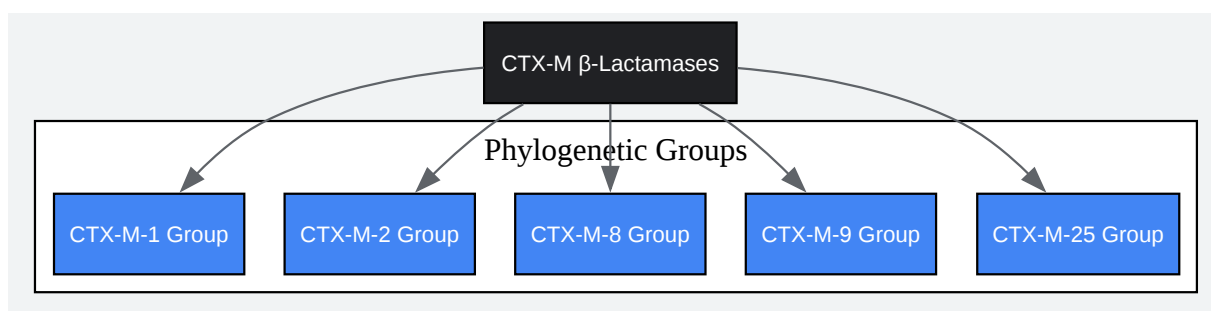 CTX-M β-Lactamases
Phylogenetic Groups
CTX-M-1 Group
CTX-M-2 Group
CTX-M-8 Group
CTX-M-9 Group
CTX-M-25 Group